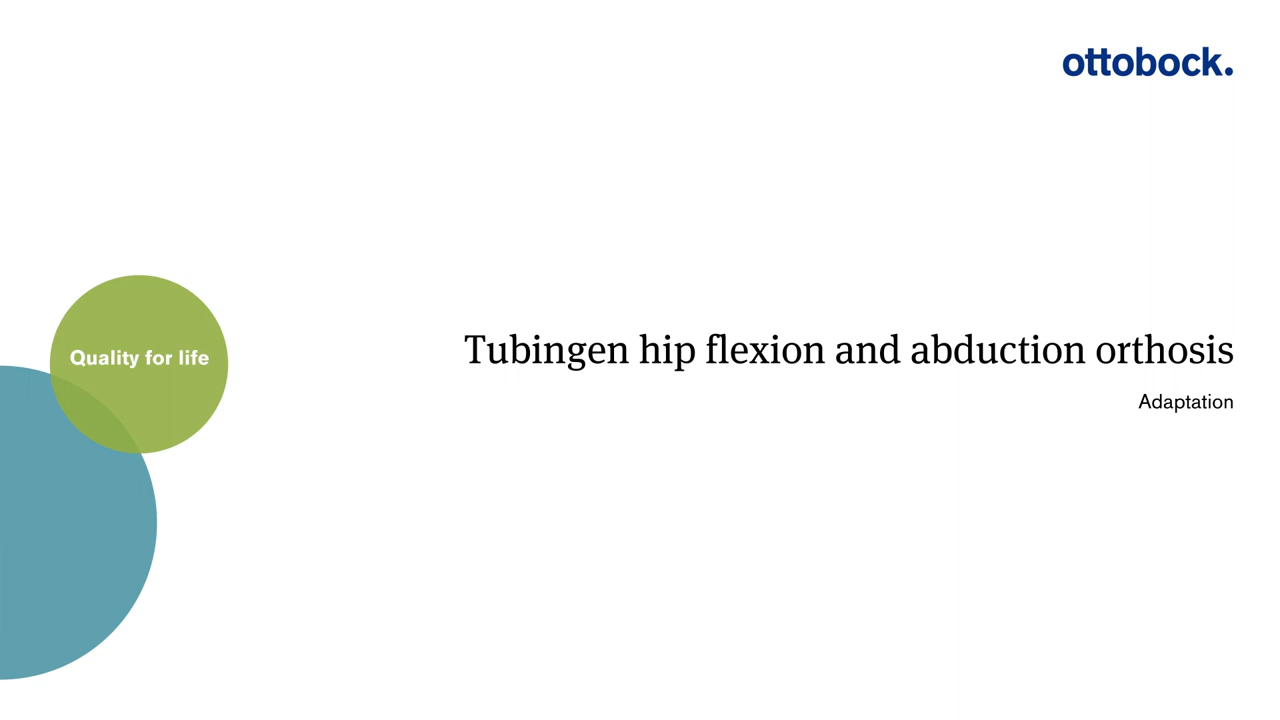 ottobock.
Quality for life
Tubingen hip flexion and abduction orthosis
Adaptation